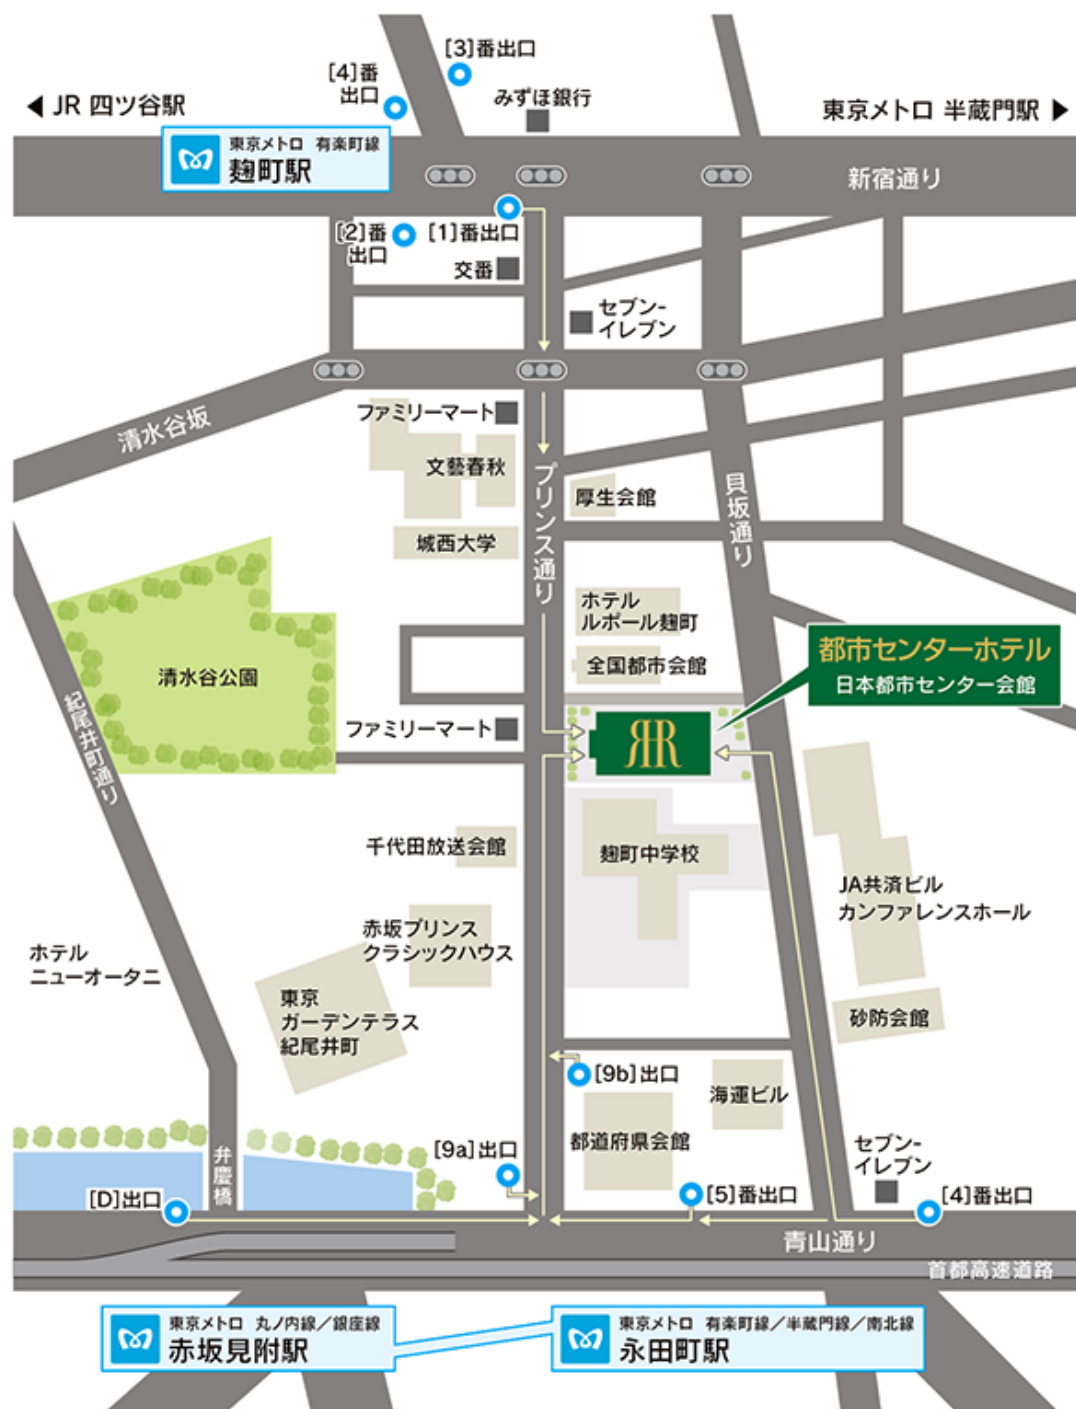 [3]番出口
[4]番
出口
みずほ銀行
◀ JR 四ツ谷駅
東京メトロ 半蔵門駅 ▶
東京メトロ 有楽町線
麹町駅
新宿通り
[2]番
出口
[1]番出口
交番
セブン-
イレブン
清水谷坂
ファミリーマート
文藝春秋
プリンス通り
厚生会館
貝坂通り
城西大学
ホテル
ルポール麹町
都市センターホテル
日本都市センター会館
全国都市会館
清水谷公園
紀尾井町通り
ファミリーマート
千代田放送会館
麹町中学校
JA共済ビル
カンファレンスホール
赤坂プリンス
クラシックハウス
ホテル
ニューオータニ
東京
ガーデンテラス
紀尾井町
砂防会館
[9b]出口
海運ビル
都道府県会館
[9a]出口
弁慶橋
セブン-
イレブン
[D]出口
[5]番出口
[4]番出口
青山通り
首都高速道路
東京メトロ 丸ノ内線／銀座線
赤坂見附駅
東京メトロ 有楽町線／半蔵門線／南北線
永田町駅